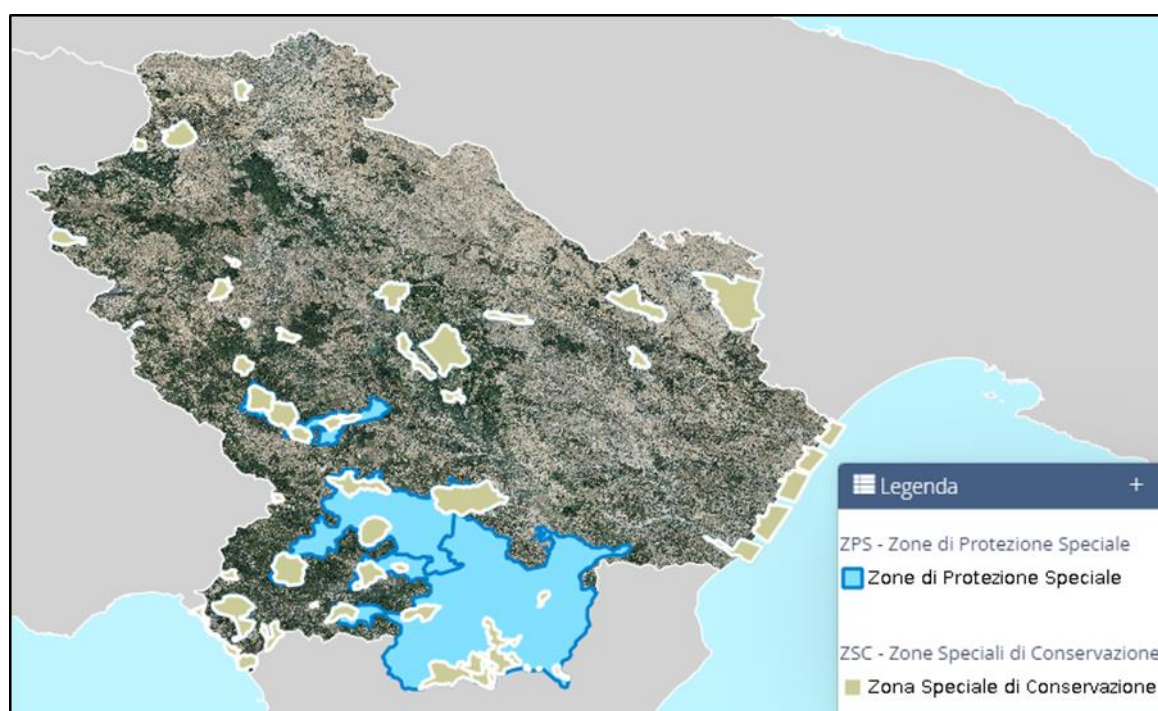 Legenda +
ZPS - Zone di Protezione Speciale
Zone di Protezione Speciale
ZSC - Zone Speciali di Conservazione
Zona Speciale di Conservazione